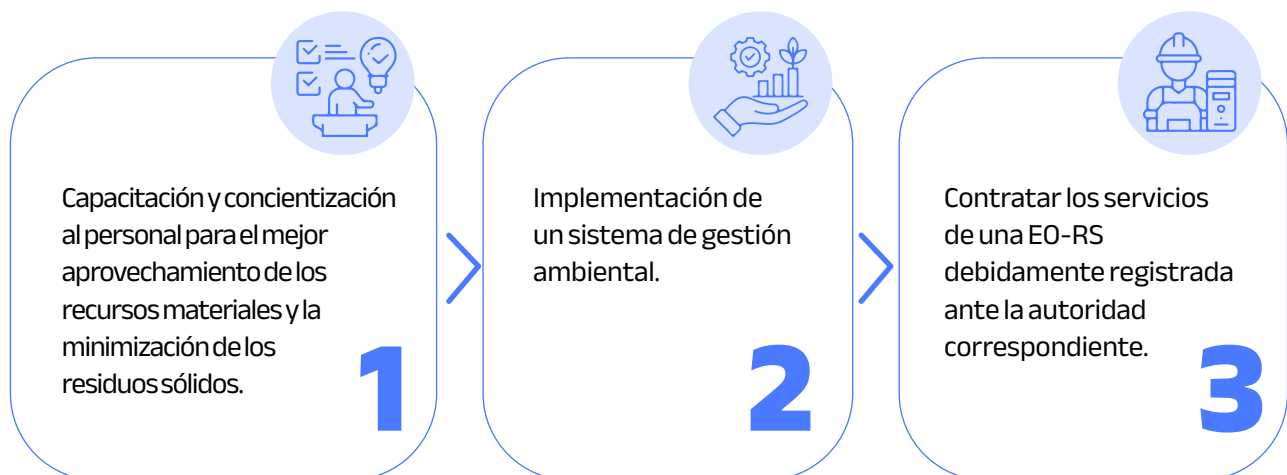 Capacitación y concientización
al personal para el mejor
aprovechamiento de los
recursos materiales y la
minimización de los
residuos sólidos.
1
Implementación de
un sistema de gestión
ambiental.
2
Contratar los servicios
de una EO-RS
debidamente registrada
ante la autoridad
correspondiente.
3